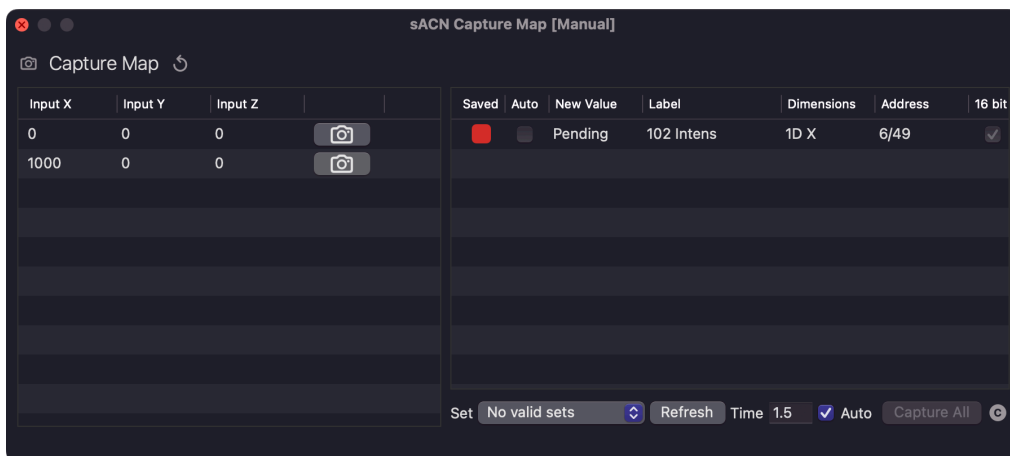 sACN Capture Map [Manual]
Capture Map
Input X Input Y Input Z
0 0 0
1000 0 0
Saved Auto New Value Label Dimensions Address 16 bit
Pending 102 Intens 1D X 6/49
Set No valid sets Refresh Time 1.5 Auto Capture All C